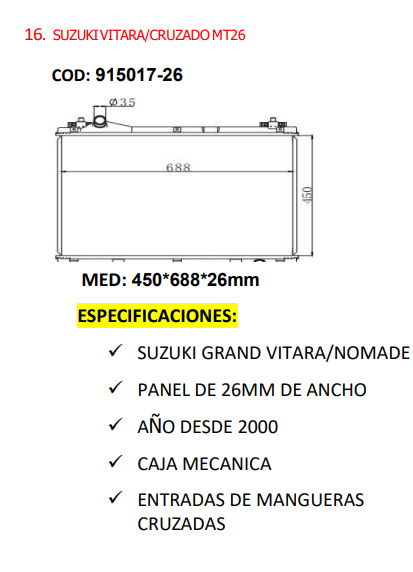 16. SUZUKI VITARA/CRUZADO MT26
COD: 915017-26
Ø35
688
450
MED: 450*688*26mm
ESPECIFICACIONES:
✓ SUZUKI GRAND VITARA/NOMADE
✓ PANEL DE 26MM DE ANCHO
✓ AÑO DESDE 2000
✓ CAJA MECANICA
✓ ENTRADAS DE MANGUERAS
CRUZADAS